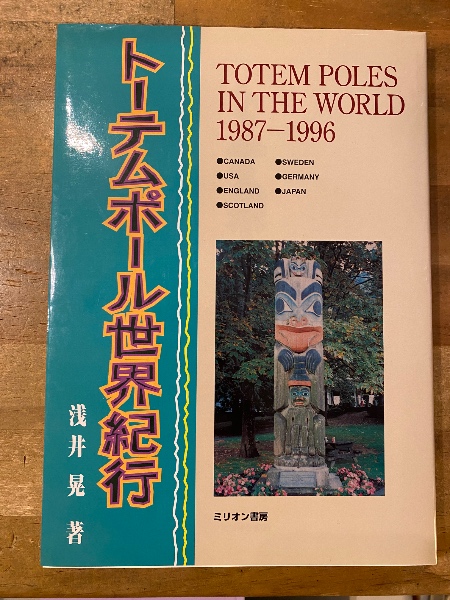 トーテムポール世界紀行
浅井晃 著
TOTEM POLES
IN THE WORLD
1987−1996
●CANADA ●SWEDEN
●USA ●GERMANY
●ENGLAND ●JAPAN
●SCOTLAND
ミリオン書房